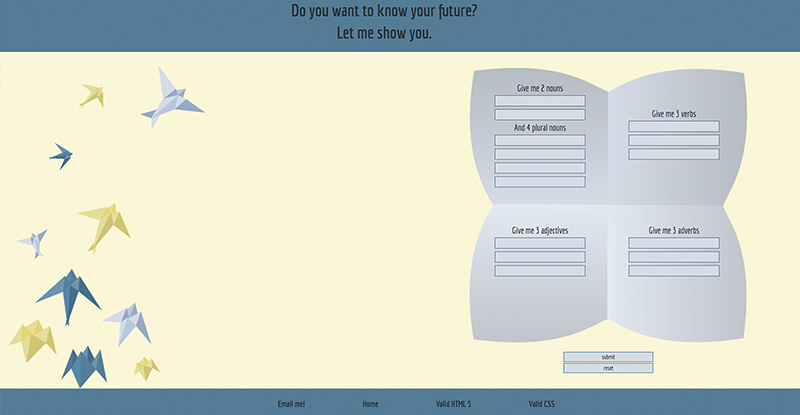 Do you want to know your future?
Let me show you.
Give me 2 nouns
And 4 plural nouns
Give me 3 verbs
Give me 3 adjectives
Give me 3 adverbs
submit
reset
Email me!
Home
Valid HTML 5
Valid CSS